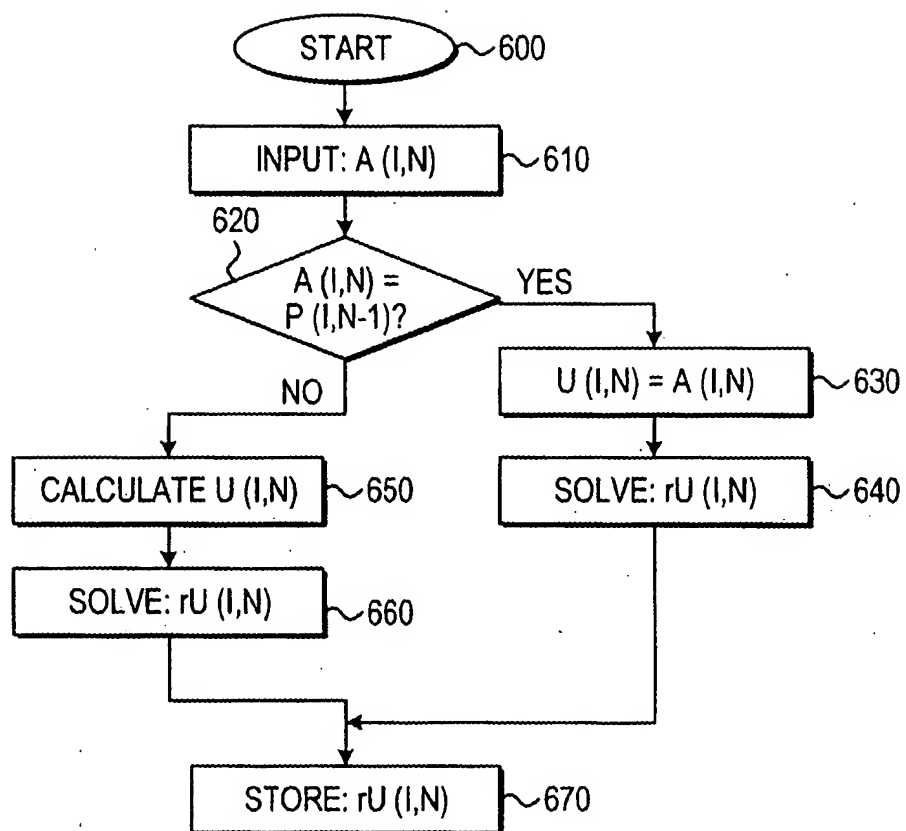 START
600
INPUT: A (I,N)
610
620
A (I,N) =
P (I,N-1)?
YES
NO
U (I,N) = A (I,N)
630
CALCULATE U (I,N)
650
SOLVE: rU (I,N)
640
SOLVE: rU (I,N)
660
STORE: rU (I,N)
670